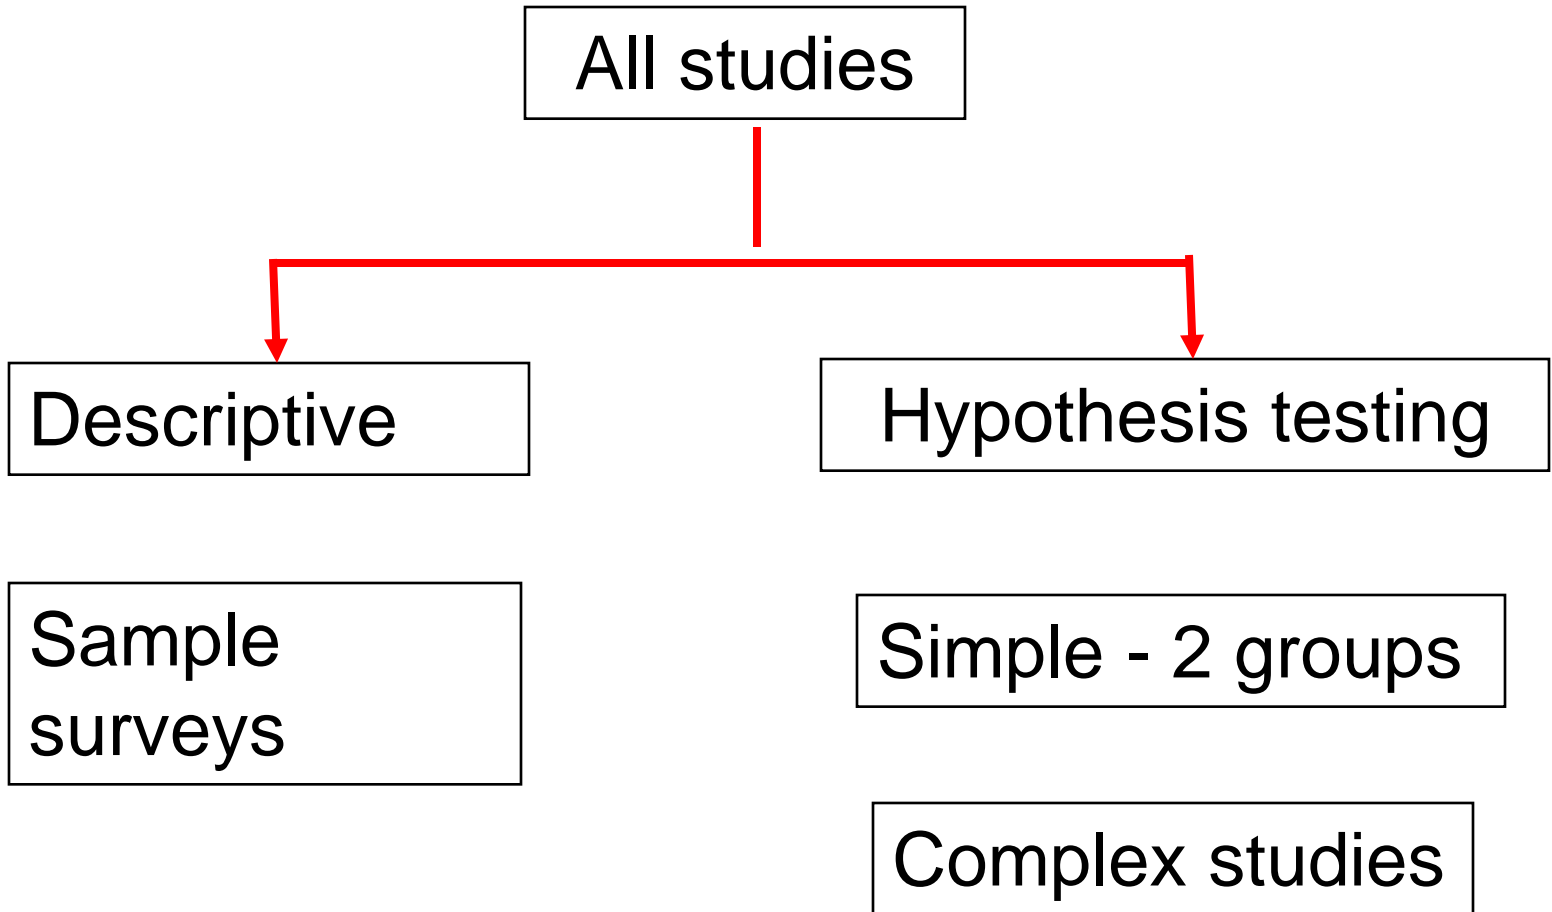 All studies
Descriptive
Hypothesis testing
Sample
surveys
Simple - 2 groups
Complex studies